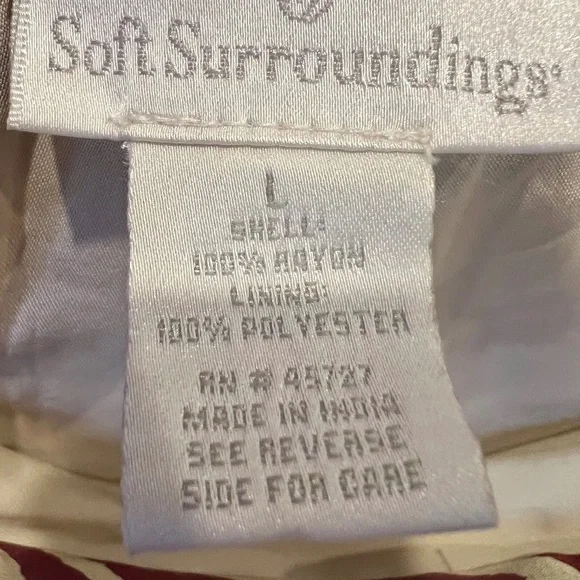 Soft Surroundings®
L
SHELL:
100% RAYON
LINING:
100% POLYESTER
RN # 45727
MADE IN INDIA
SEE REVERSE
SIDE FOR CARE